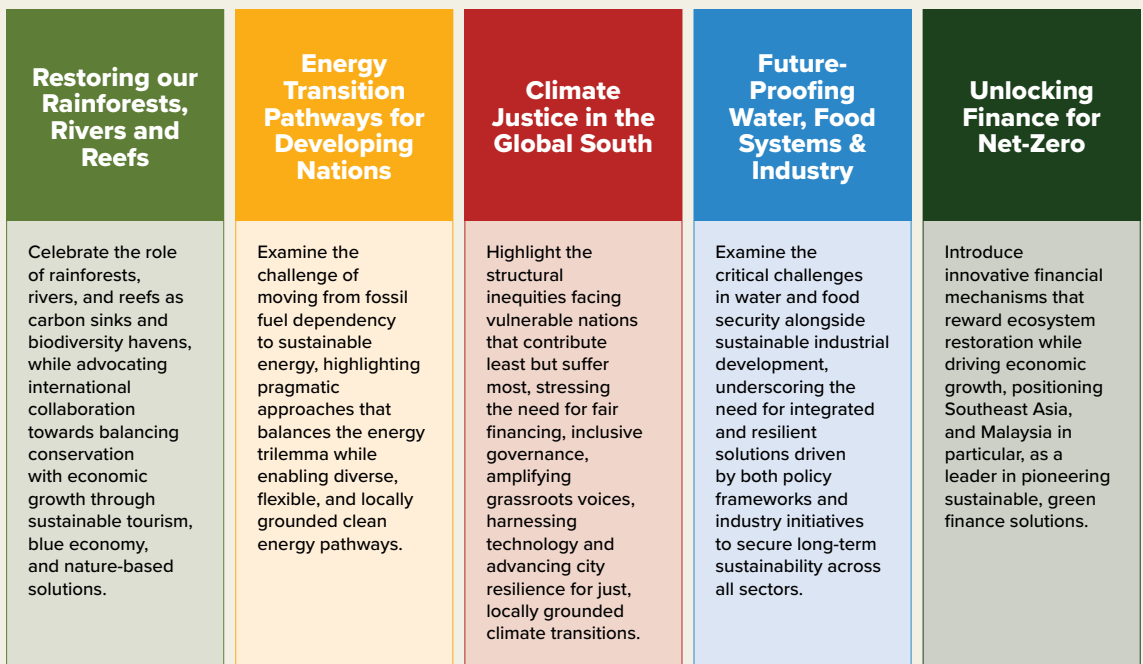 Restoring our
Rainforests,
Rivers and
Reefs
Celebrate the role
of rainforests,
rivers, and reefs as
carbon sinks and
biodiversity havens,
while advocating
international
collaboration
towards balancing
conservation
with economic
growth through
sustainable tourism,
blue economy,
and nature-based
solutions.
Energy
Transition
Pathways for
Developing
Nations
Examine the
challenge of
moving from fossil
fuel dependency
to sustainable
energy, highlighting
pragmatic
approaches that
balances the energy
trilemma while
enabling diverse,
flexible, and locally
grounded clean
energy pathways.
Climate
Justice in the
Global South
Highlight the
structural
inequities facing
vulnerable nations
that contribute
least but suffer
most, stressing
the need for fair
financing, inclusive
governance,
amplifying
grassroots voices,
harnessing
technology and
advancing city
resilience for just,
locally grounded
climate transitions.
Future-
Proofing
Water, Food
Systems &
Industry
Examine the
critical challenges
in water and food
security alongside
sustainable industrial
development,
underscoring the
need for integrated
and resilient
solutions driven
by both policy
frameworks and
industry initiatives
to secure long-term
sustainability across
all sectors.
Unlocking
Finance for
Net-Zero
Introduce
innovative financial
mechanisms that
reward ecosystem
restoration while
driving economic
growth, positioning
Southeast Asia,
and Malaysia in
particular, as a
leader in pioneering
sustainable, green
finance solutions.